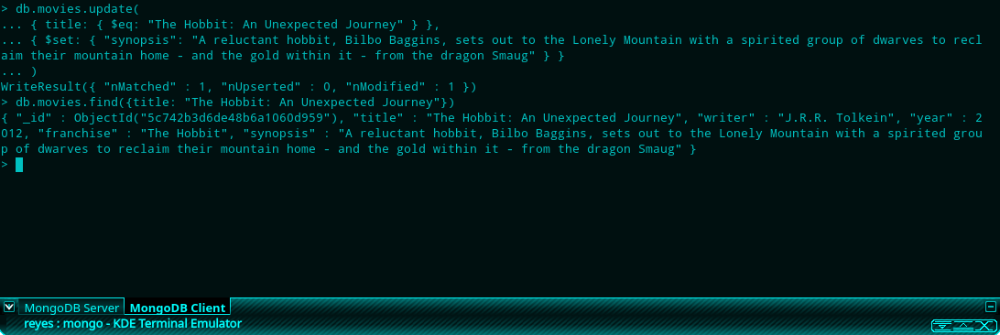 > db.movies.update(
... { title: { $eq: "The Hobbit: An Unexpected Journey" } },
... { $set: { "synopsis": "A reluctant hobbit, Bilbo Baggins, sets out to the Lonely Mountain with a spirited group of dwarves to recl
aim their mountain home - and the gold within it - from the dragon Smaug" } }
... )
WriteResult({ "nMatched" : 1, "nUpserted" : 0, "nModified" : 1 })
> db.movies.find({title: "The Hobbit: An Unexpected Journey"})
{ "_id" : ObjectId("5c742b3d6de48b6a1060d959"), "title" : "The Hobbit: An Unexpected Journey", "writer" : "J.R.R. Tolkein", "year" : 2
012, "franchise" : "The Hobbit", "synopsis" : "A reluctant hobbit, Bilbo Baggins, sets out to the Lonely Mountain with a spirited grou
p of dwarves to reclaim their mountain home - and the gold within it - from the dragon Smaug" }
>
MongoDB Server MongoDB Client
reyes : mongo - KDE Terminal Emulator